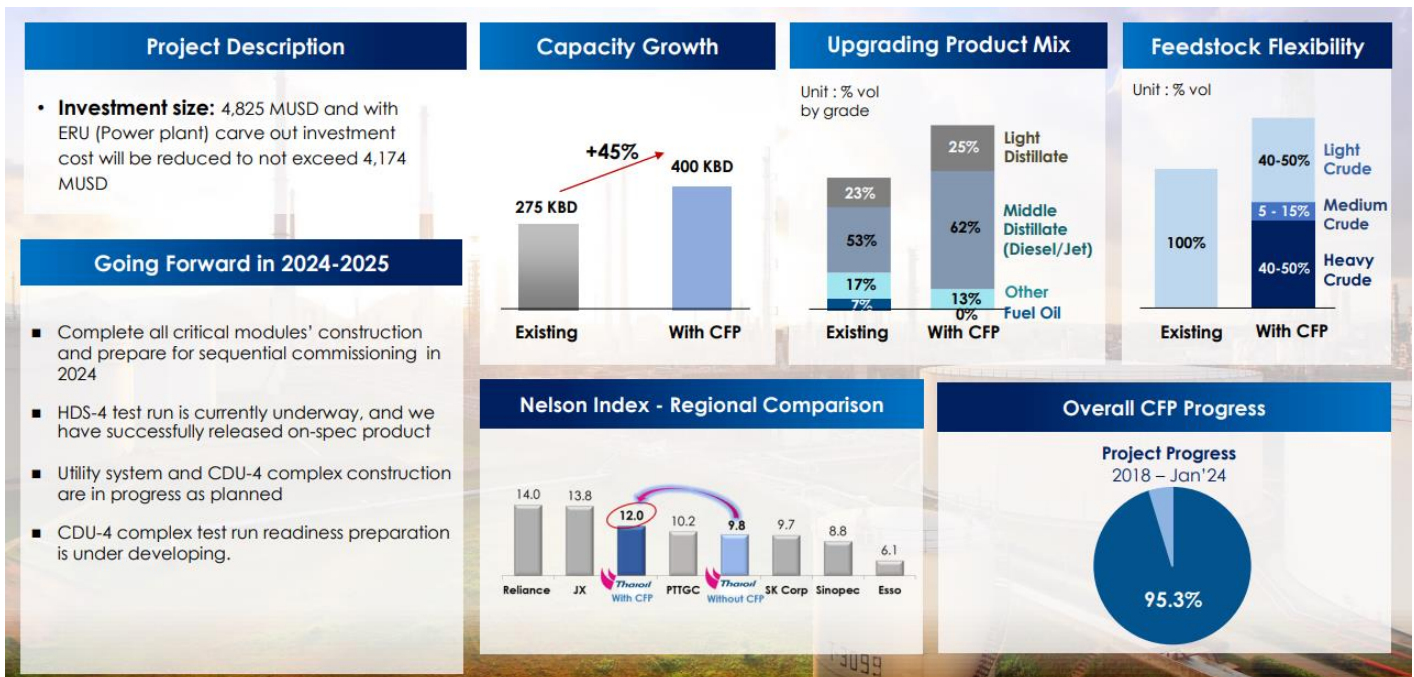 Project Description
• Investment size: 4,825 MUSD and with
ERU (Power plant) carve out investment
cost will be reduced to not exceed 4,174
MUSD
Going Forward in 2024-2025
■ Complete all critical modules’ construction
and prepare for sequential commissioning in
2024
■ HDS-4 test run is currently underway, and we
have successfully released on-spec product
■ Utility system and CDU-4 complex construction
are in progress as planned
■ CDU-4 complex test run readiness preparation
is under developing.
Capacity Growth
+45%
400 KBD
275 KBD
Existing With CFP
Upgrading Product Mix
Unit : % vol
by grade
25% Light
Distillate
23%
53%
62%
Middle
Distillate
(Diesel/Jet)
17%
13% Other
7%
0% Fuel Oil
Existing With CFP
Feedstock Flexibility
Unit : % vol
40-50% Light
Crude
5 - 15% Medium
Crude
100%
40-50% Heavy
Crude
Existing With CFP
Nelson Index - Regional Comparison
14.0 13.8 12.0 10.2 9.8 9.7 8.8 6.1
Reliance JX Thaioil With CFP PTTGC Thaioil Without CFP SK Corp Sinopec Esso
Overall CFP Progress
Project Progress
2018 – Jan’24
95.3%
T-3099